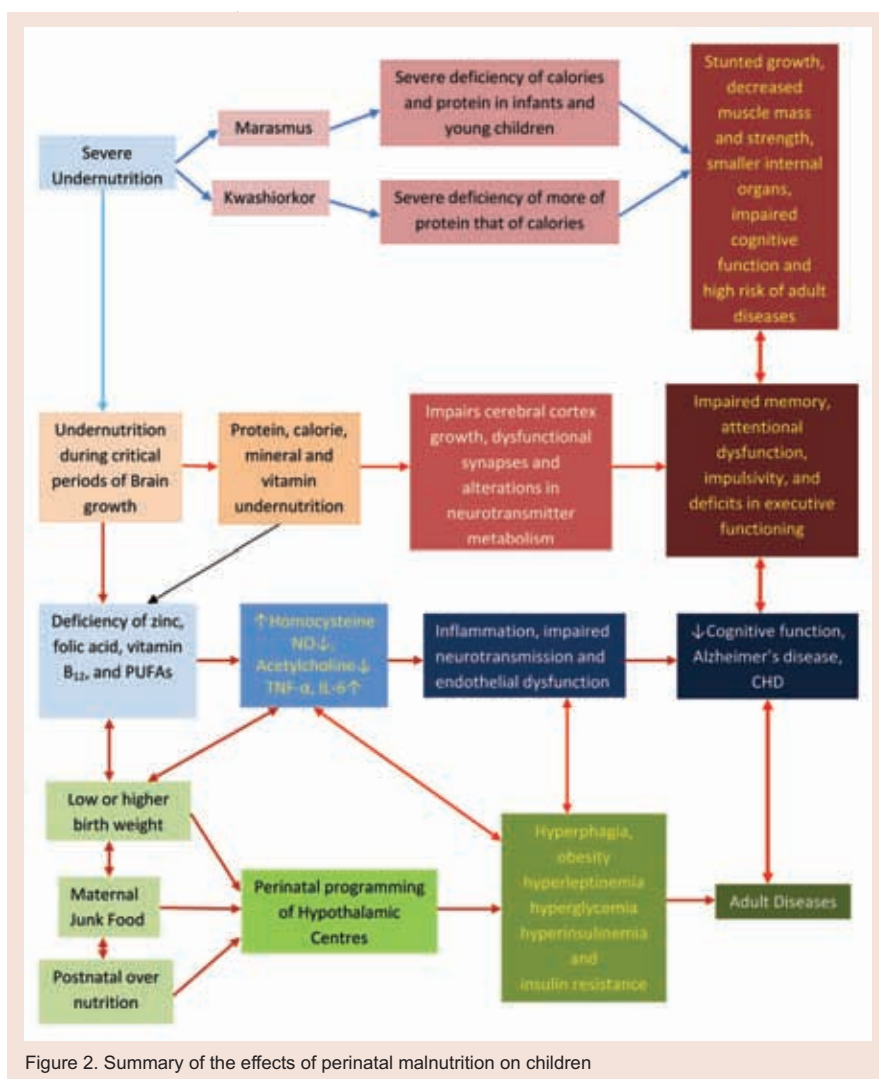 Severe
Undernutrition
Marasmus
Kwashiorkor
Severe deficiency of calories
and protein in infants and
young children
Severe deficiency of more of
protein that of calories
Stunted growth,
decreased
muscle mass
and strength,
smaller internal
organs,
impaired
cognitive
function and
high risk of adult
diseases
Undernutrition
during critical
periods of Brain
growth
Protein, calorie,
mineral and
vitamin
undernutrition
Impairs cerebral cortex
growth, dysfunctional
synapses and
alterations in
neurotransmitter
metabolism
Impaired memory,
attentional
dysfunction,
impulsivity, and
deficits in executive
functioning
Deficiency of zinc,
folic acid, vitamin
B₁₂, and PUFAs
↑Homocysteine
NO↓,
Acetylcholine↓
TNF-α, IL-6↑
Inflammation, impaired
neurotransmission and
endothelial dysfunction
↓Cognitive function,
Alzheimer's disease,
CHD
Low or higher
birth weight
Maternal
Junk Food
Postnatal over
nutrition
Perinatal programming
of Hypothalamic
Centres
Hyperphagia,
obesity
hyperleptinemia
hyperglycemia
hyperinsulinemia
and
insulin resistance
Adult Diseases
Figure 2. Summary of the effects of perinatal malnutrition on children